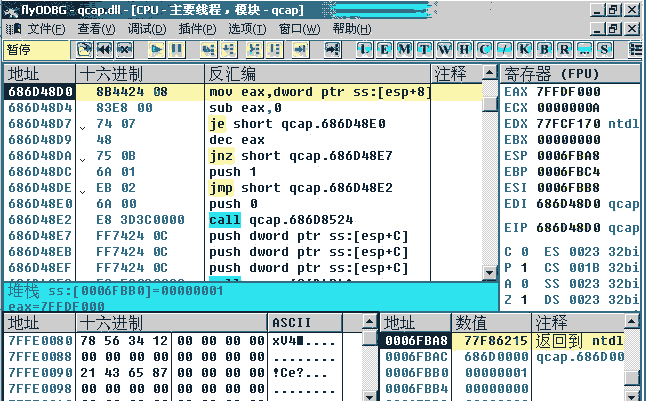 flyODBG - qcap.dll - [CPU - 主要线程，模块 - qcap]
文件(F) 查看(V) 调试(D) 插件(P) 选项(T) 窗口(W) 帮助(H)
暂停 L E M T W H C / K B R ... S
地址 十六进制 反汇编 注释 寄存器 (FPU)
686D48D0 8B4424 08 mov eax,dword ptr ss:[esp+8]
686D48D4 83E8 00 sub eax,0
686D48D7 74 07 je short qcap.686D48E0
686D48D9 48 dec eax
686D48DA 75 0B jnz short qcap.686D48E7
686D48DC 6A 01 push 1
686D48DE EB 02 jmp short qcap.686D48E2
686D48E0 6A 00 push 0
686D48E2 E8 3D3C0000 call qcap.686D8524
686D48E7 FF7424 0C push dword ptr ss:[esp+C]
686D48EB FF7424 0C push dword ptr ss:[esp+C]
686D48EF FF7424 0C push dword ptr ss:[esp+C]
EAX 7FFDF000
ECX 0000000A
EDX 77FCF170 ntdl
EBX 00000000
ESP 0006FBA8
EBP 0006FBC4
ESI 0006FBB8
EDI 686D48D0 qcap
EIP 686D48D0 qcap
C 0 ES 0023 32bi
P 1 CS 001B 32bi
A 0 SS 0023 32bi
Z 1 DS 0023 32bi
堆栈 ss:[0006FBB0]=00000001
eax=7FFDF000
地址 十六进制 ASCII
7FFE0080 78 56 34 12 00 00 00 00 xV4■....
7FFE0088 00 00 00 00 00 00 00 00 ........
7FFE0090 21 43 65 87 00 00 00 00 !Ce?....
7FFE0098 00 00 00 00 00 00 00 00 ........
地址 数值 注释
0006FBA8 77F86215 返回到 ntdl
0006FBAC 686D0000 qcap.686D00
0006FBB0 00000001
0006FBB4 00000000